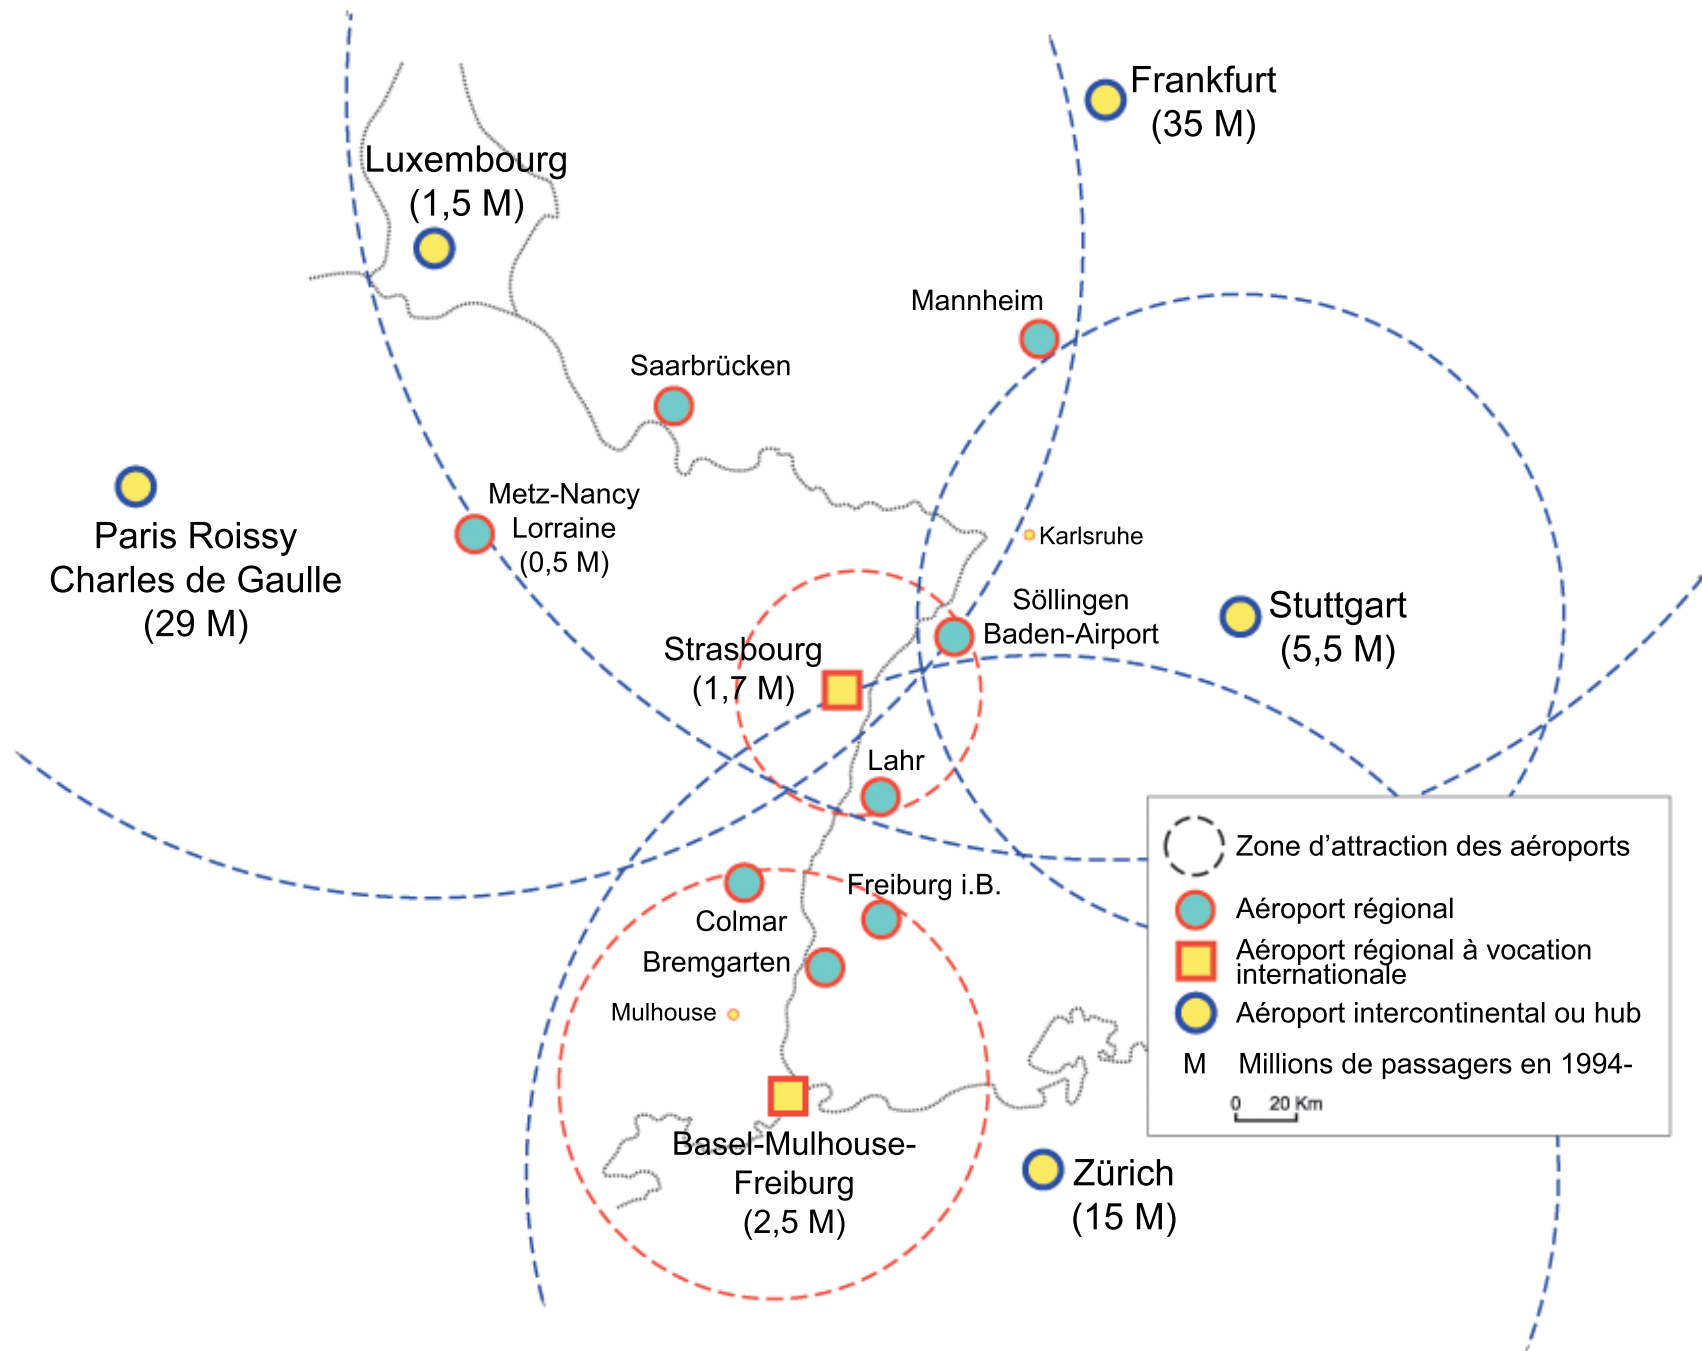 Frankfurt
(35 M)
Luxembourg
(1,5 M)
Mannheim
Saarbrücken
Metz-Nancy
Lorraine
(0,5 M)
Paris Roissy
Charles de Gaulle
(29 M)
Karlsruhe
Söllingen
Baden-Airport
Stuttgart
(5,5 M)
Strasbourg
(1,7 M)
Lahr
Colmar
Freiburg i.B.
Bremgarten
Mulhouse
Basel-Mulhouse-
Freiburg
(2,5 M)
Zürich
(15 M)
Zone d’attraction des aéroports
Aéroport régional
Aéroport régional à vocation
internationale
Aéroport intercontinental ou hub
M Millions de passagers en 1994-
0 20 Km